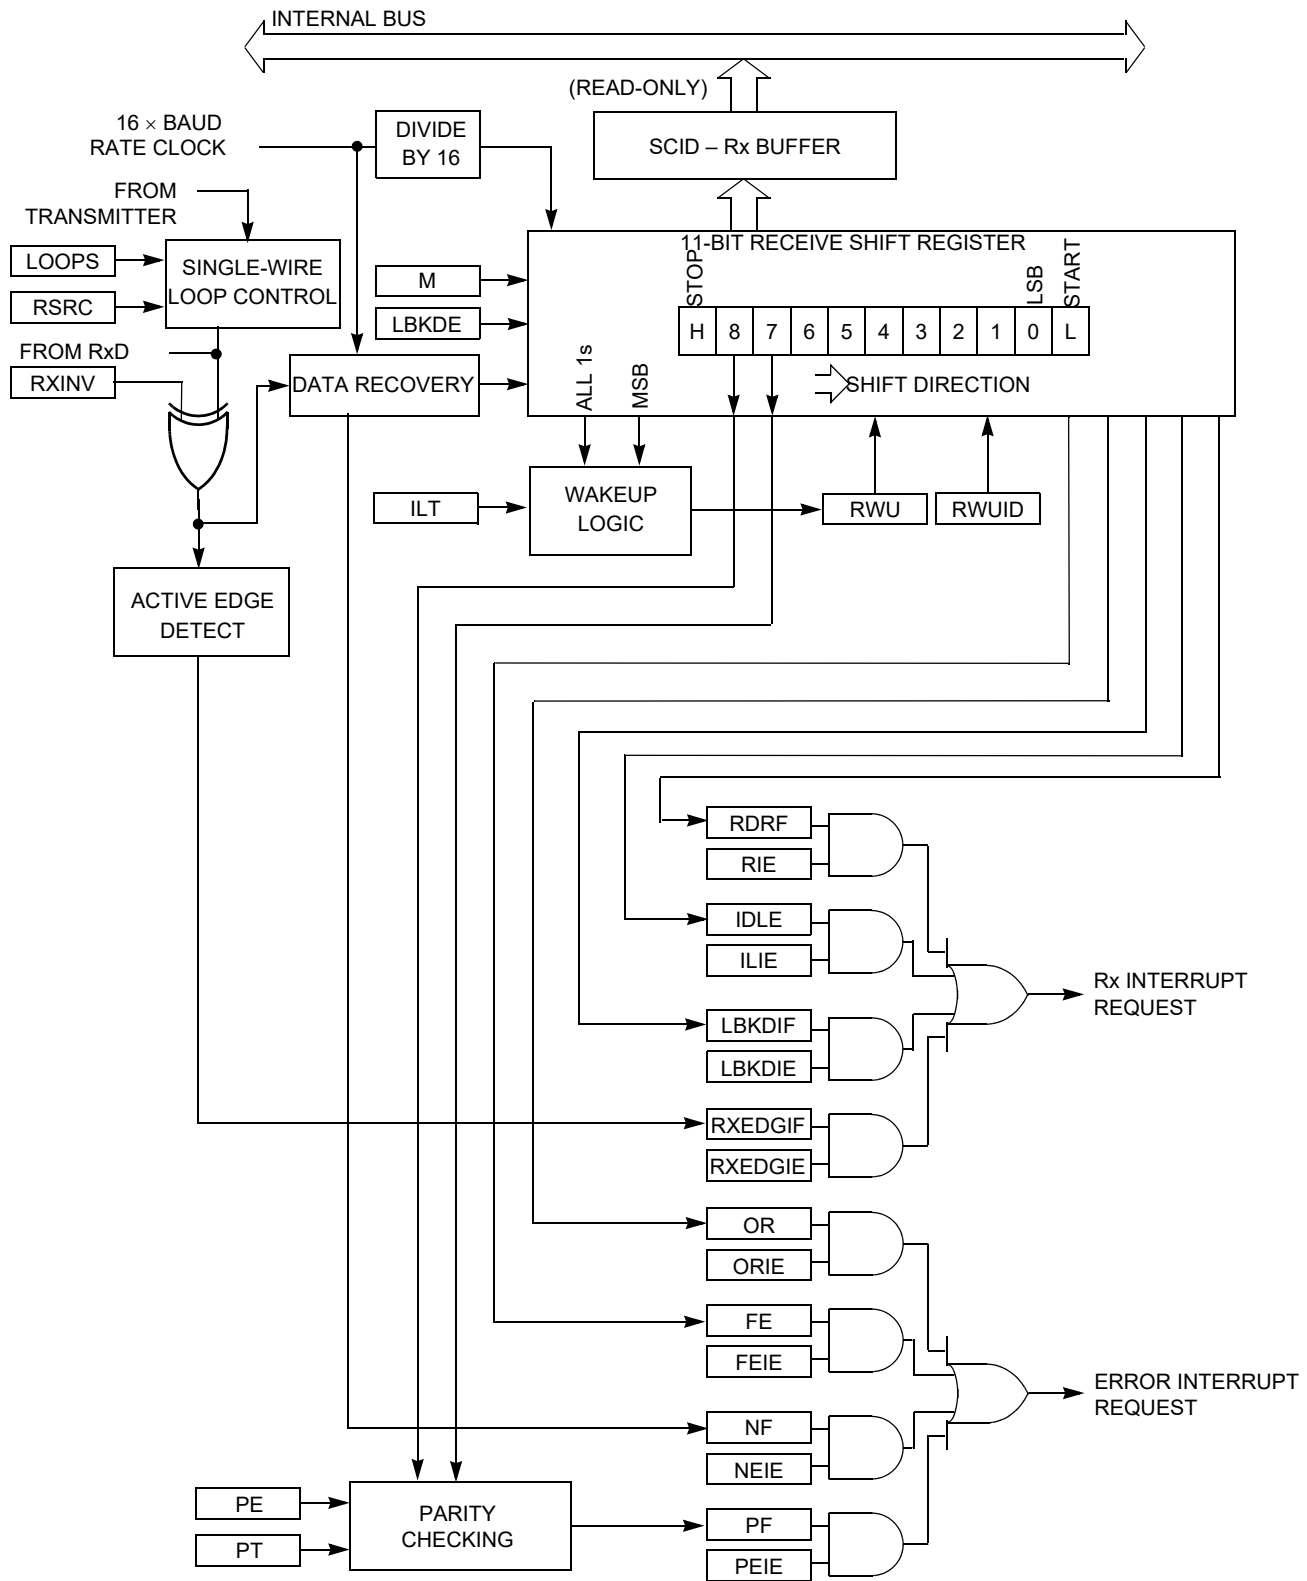 INTERNAL BUS
(READ-ONLY)
16 × BAUD
RATE CLOCK
DIVIDE
BY 16
SCID – Rx BUFFER
FROM
TRANSMITTER
11-BIT RECEIVE SHIFT REGISTER
LOOPS
SINGLE-WIRE
LOOP CONTROL
RSRC
M
LBKDE
STOP
LSB
START
H 8 7 6 5 4 3 2 1 0 L
FROM RxD
RXINV
DATA RECOVERY
ALL 1s
MSB
SHIFT DIRECTION
ILT
WAKEUP
LOGIC
RWU
RWUID
ACTIVE EDGE
DETECT
RDRF
RIE
IDLE
ILIE
Rx INTERRUPT
REQUEST
LBKDIF
LBKDIE
RXEDGIF
RXEDGIE
OR
ORIE
FE
FEIE
ERROR INTERRUPT
REQUEST
NF
NEIE
PE
PT
PARITY
CHECKING
PF
PEIE